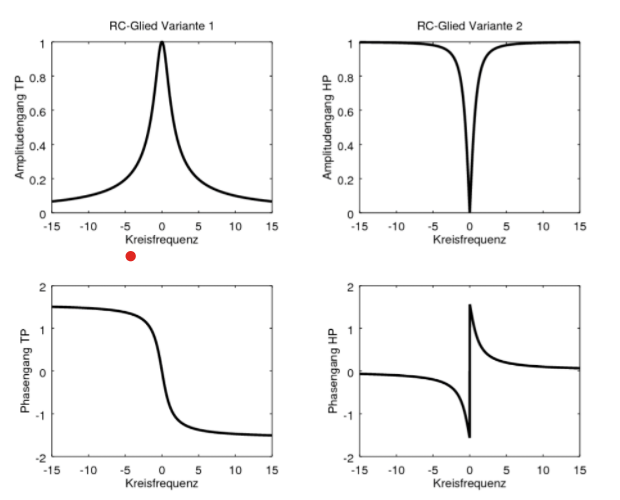 RC-Glied Variante 1
Amplitudengang TP
1
0.8
0.6
0.4
0.2
0
-15 -10 -5 0 5 10 15
Kreisfrequenz
RC-Glied Variante 2
Amplitudengang HP
1
0.8
0.6
0.4
0.2
0
-15 -10 -5 0 5 10 15
Kreisfrequenz
Phasengang TP
2
1
0
-1
-2
-15 -10 -5 0 5 10 15
Kreisfrequenz
Phasengang HP
2
1
0
-1
-2
-15 -10 -5 0 5 10 15
Kreisfrequenz